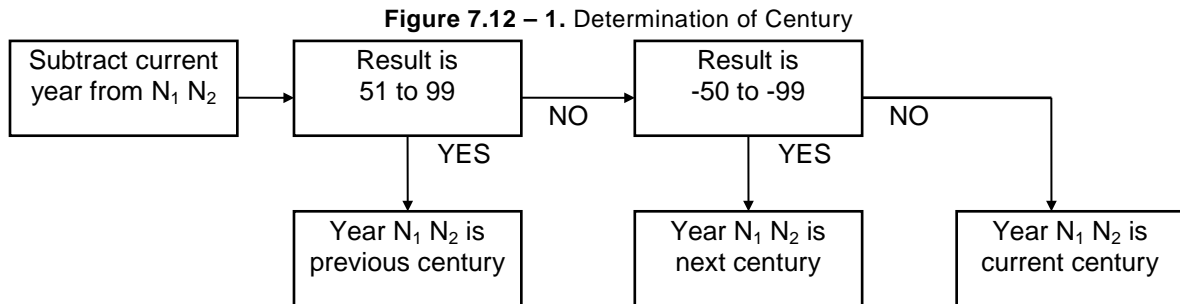 Figure 7.12 – 1. Determination of Century
Subtract current
year from N₁ N₂
Result is
51 to 99
NO
YES
Result is
-50 to -99
NO
YES
Year N₁ N₂ is
previous century
Year N₁ N₂ is
next century
Year N₁ N₂ is
current century